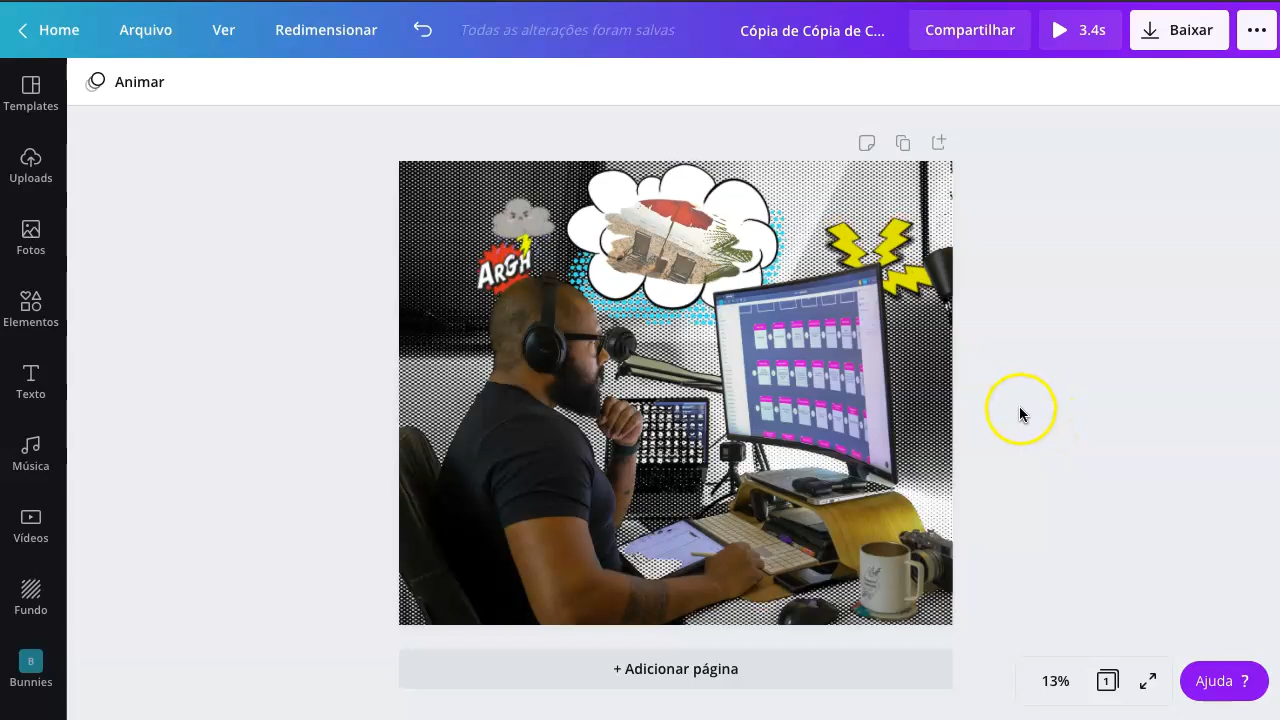 Home
Arquivo
Ver
Redimensionar
Todas as alterações foram salvas
Cópia de Cópia de C...
Compartilhar
3.4s
Baixar
Templates
Animar
Uploads
Fotos
Elementos
Texto
Música
Vídeos
Fundo
B
Bunnies
ARGH
+ Adicionar página
13%
1
Ajuda ?